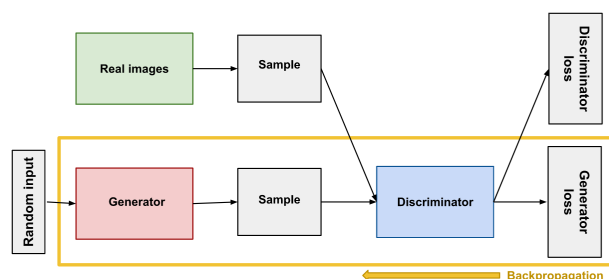 Real images
Sample
Discriminator
loss
Random input
Generator
Sample
Discriminator
Generator
loss
Backpropagation